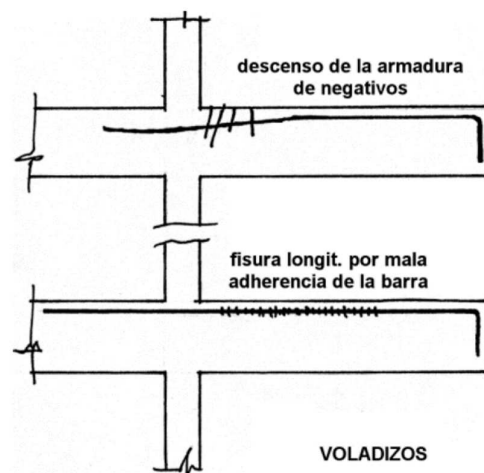 descenso de la armadura
de negativos
fisura longit. por mala
adherencia de la barra
VOLADIZOS